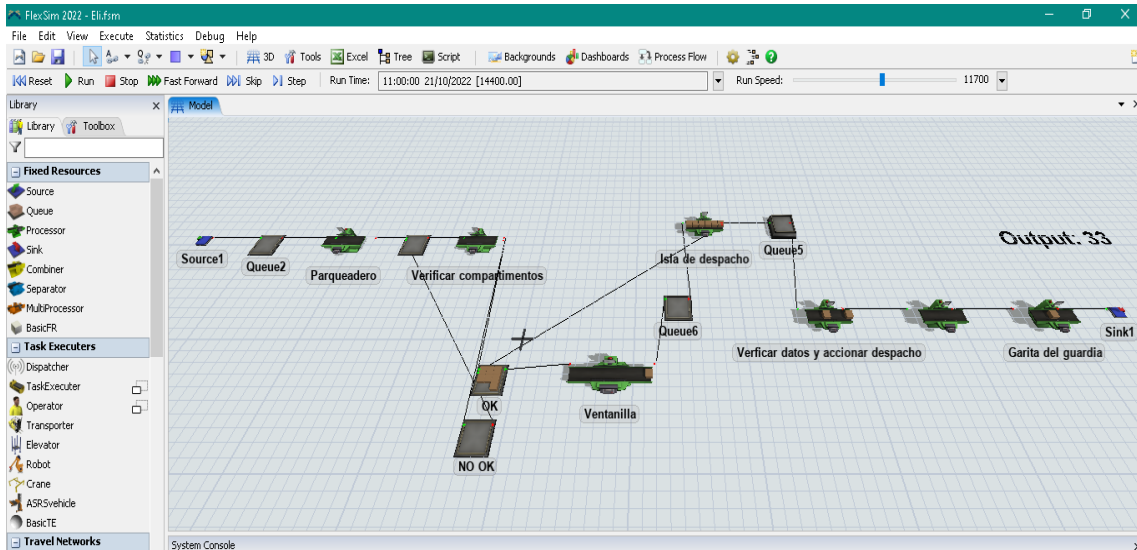 FlexSim 2022 - Eli.fsm
File Edit View Execute Statistics Debug Help
3D Tools Excel Tree Script Backgrounds Dashboards Process Flow
Reset Run Stop Fast Forward Skip Step Run Time: 11:00:00 21/10/2022 [14400.00] Run Speed: 11700
Library
Model
Library Toolbox
Fixed Resources
Source
Queue
Processor
Sink
Combiner
Separator
MultiProcessor
BasicFR
Task Executers
Dispatcher
TaskExecuter
Operator
Transporter
Elevator
Robot
Crane
ASRSvehicle
BasicTE
Travel Networks
Source1
Queue2
Parqueadero
Verificar compartimentos
Isla de despacho
Queue5
Output: 33
Queue6
Verficar datos y accionar despacho
Garita del guardia
Sink1
OK
Ventanilla
NO OK
System Console